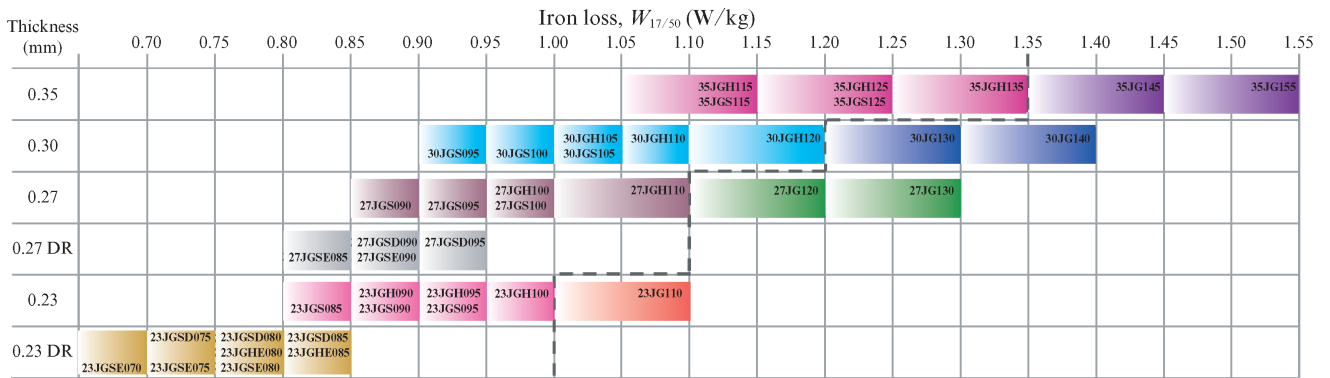 Iron loss, W17/50 (W/kg)
Thickness
(mm)
0.70 0.75 0.80 0.85 0.90 0.95 1.00 1.05 1.10 1.20 1.25 1.30 1.35 1.40 1.45 1.50 1.55
0.35
35JGH115 35JGH125 35JGH135 35JG145 35JG155
35JGS115 35JGS125
0.30
30JGH105 30JGH110 30JGH120 30JG130 30JG140
30JGS095 30JGS100 30JGS105
0.27
27JGH100 27JGH110 27JG120 27JG130
27JGS090 27JGS095 27JGS100
0.27 DR
27JGSD090 27JGSD095
27JGSE085 27JGSE090
0.23
23JGH090 23JGH095 23JGH100 23JG110
23JGS085 23JGS090 23JGS095
0.23 DR
23JGSD075 23JGSD080 23JGSD085
23JGHE080 23JGHE085
23JGSE070 23JGSE075 23JGSE080